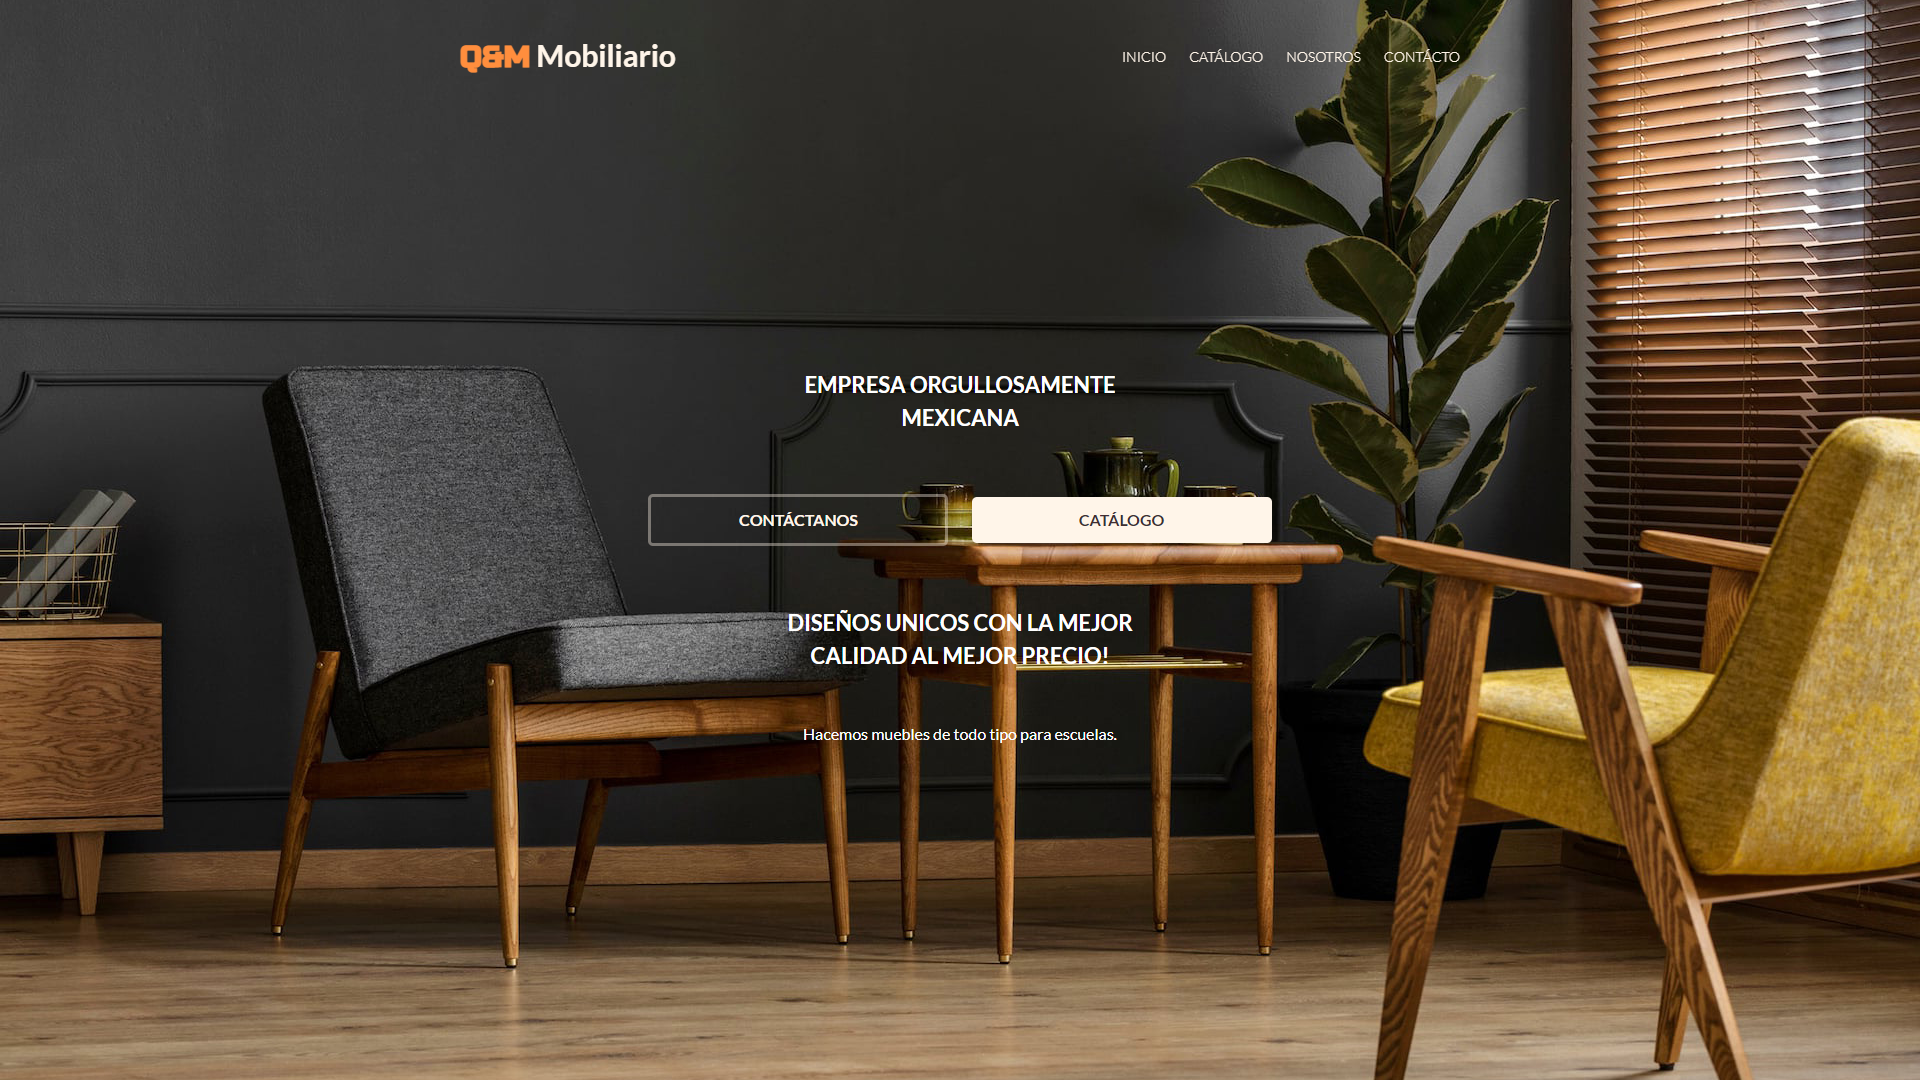 Q&M Mobiliario
INICIO CATÁLOGO NOSOTROS CONTÁCTO
EMPRESA ORGULLOSAMENTE
MEXICANA
CONTÁCTANOS CATÁLOGO
DISEÑOS UNICOS CON LA MEJOR
CALIDAD AL MEJOR PRECIO!
Hacemos muebles de todo tipo para escuelas.